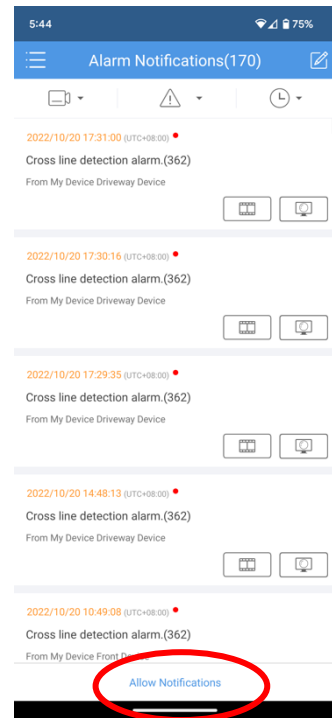 5:44
75%
Alarm Notifications(170)
2022/10/20 17:31:00 (UTC+08:00)
Cross line detection alarm.(362)
From My Device Driveway Device
2022/10/20 17:30:16 (UTC+08:00)
Cross line detection alarm.(362)
From My Device Driveway Device
2022/10/20 17:29:35 (UTC+08:00)
Cross line detection alarm.(362)
From My Device Driveway Device
2022/10/20 14:48:13 (UTC+08:00)
Cross line detection alarm.(362)
From My Device Driveway Device
2022/10/20 10:49:08 (UTC+08:00)
Cross line detection alarm.(362)
From My Device Front Device
Allow Notifications